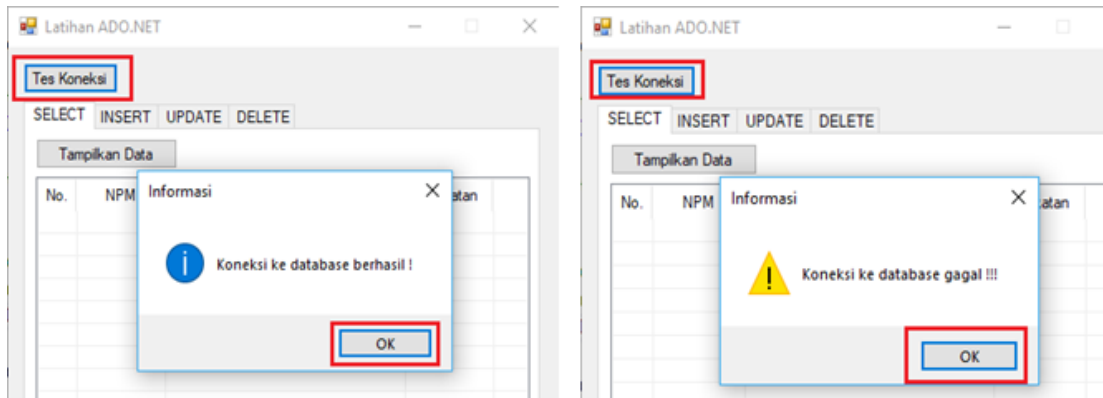 Latihan ADO.NET
Tes Koneksi
SELECT INSERT UPDATE DELETE
Tampilkan Data
No. NPM atan
Informasi
Koneksi ke database berhasil !
OK
Latihan ADO.NET
Tes Koneksi
SELECT INSERT UPDATE DELETE
Tampilkan Data
No. NPM atan
Informasi
Koneksi ke database gagal !!!
OK